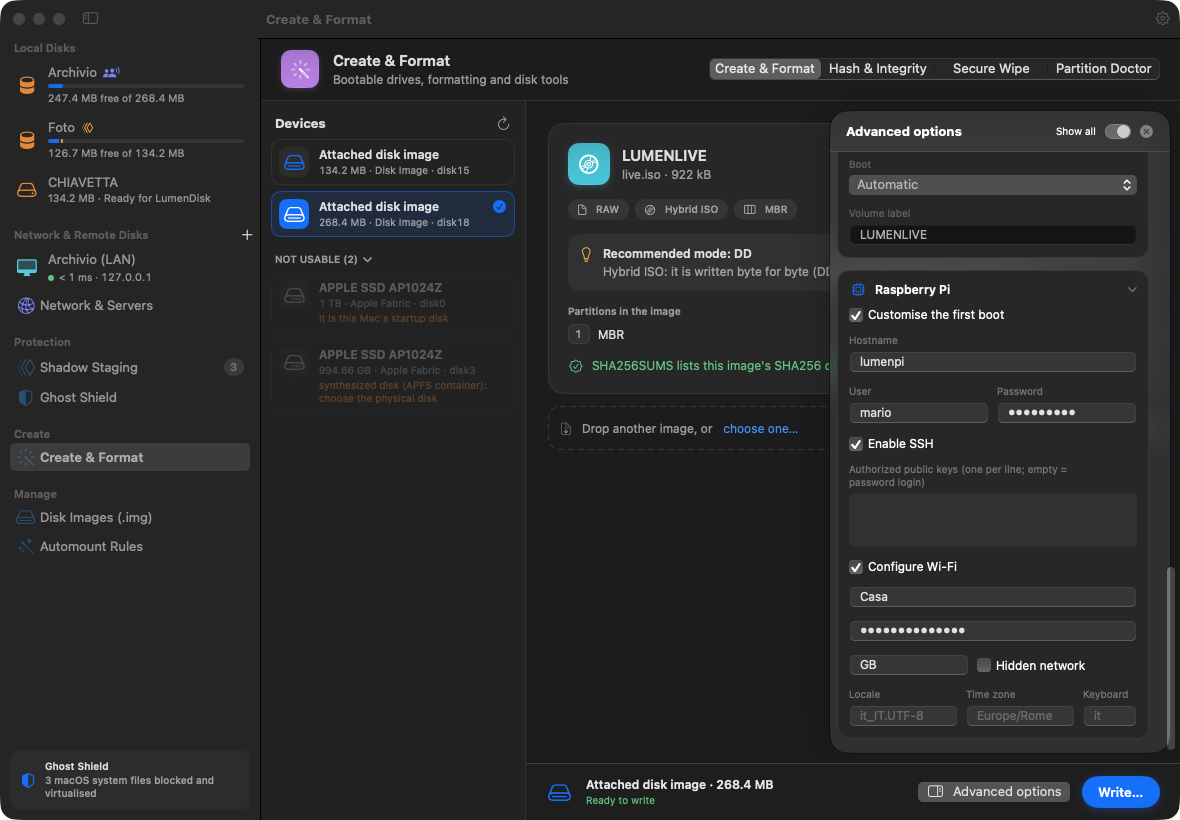 Create & Format
Local Disks
Archivio
247.4 MB free of 268.4 MB
Foto
126.7 MB free of 134.2 MB
CHIAVETTA
134.2 MB · Ready for LumenDisk
Network & Remote Disks
Archivio (LAN)
< 1 ms · 127.0.0.1
Network & Servers
Protection
Shadow Staging
3
Ghost Shield
Create
Create & Format
Manage
Disk Images (.img)
Automount Rules
Ghost Shield
3 macOS system files blocked and
virtualised
Create & Format
Bootable drives, formatting and disk tools
Create & Format
Hash & Integrity
Secure Wipe
Partition Doctor
Devices
Attached disk image
134.2 MB · Disk Image · disk15
Attached disk image
268.4 MB · Disk Image · disk18
NOT USABLE (2)
APPLE SSD AP1024Z
1 TB · Apple Fabric · disk0
it is this Mac's startup disk
APPLE SSD AP1024Z
994.66 GB · Apple Fabric · disk3
synthesized disk (APFS container):
choose the physical disk
LUMENLIVE
live.iso · 922 kB
RAW
Hybrid ISO
MBR
Recommended mode: DD
Hybrid ISO: it is written byte for byte (DD
Partitions in the image
1 MBR
SHA256SUMS lists this image's SHA256
Drop another image, or choose one...
Advanced options
Show all
Boot
Automatic
Volume label
LUMENLIVE
Raspberry Pi
Customise the first boot
Hostname
lumenpi
User
Password
mario
●●●●●●●●●
Enable SSH
Authorized public keys (one per line; empty =
password login)
Configure Wi-Fi
Casa
●●●●●●●●●●●●●●
GB
Hidden network
Locale
Time zone
Keyboard
it_IT.UTF-8
Europe/Rome
it
Attached disk image · 268.4 MB
Ready to write
Advanced options
Write...